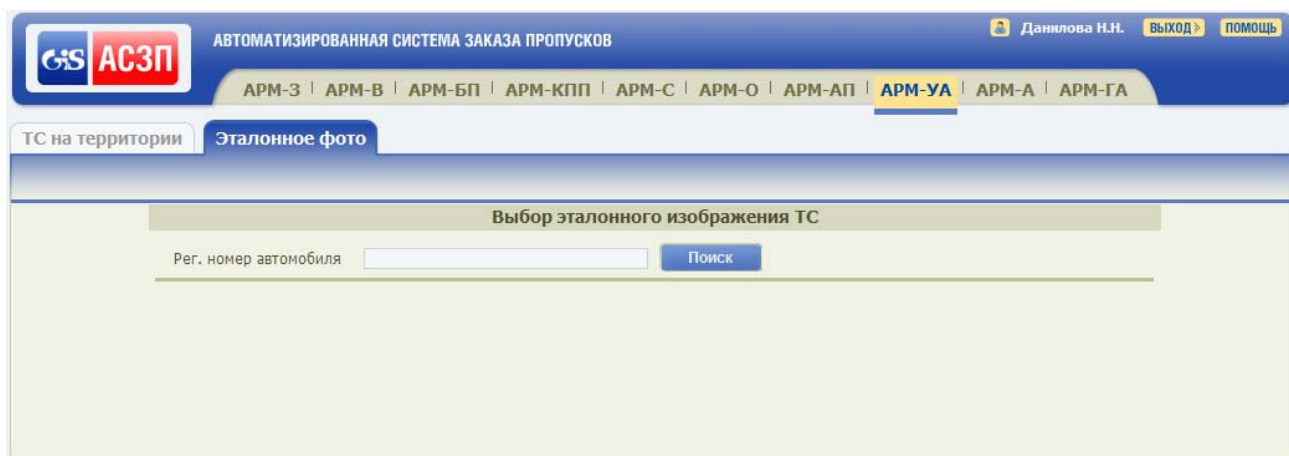 Данилова Н.Н. ВЫХОД» ПОМОЩЬ
GiS АСЗП АВТОМАТИЗИРОВАННАЯ СИСТЕМА ЗАКАЗА ПРОПУСКОВ
АРМ-З | АРМ-В | АРМ-БП | АРМ-КПП | АРМ-С | АРМ-О | АРМ-АП | АРМ-УА | АРМ-А | АРМ-ГА
ТС на территории Эталонное фото
Выбор эталонного изображения ТС
Рег. номер автомобиля Поиск